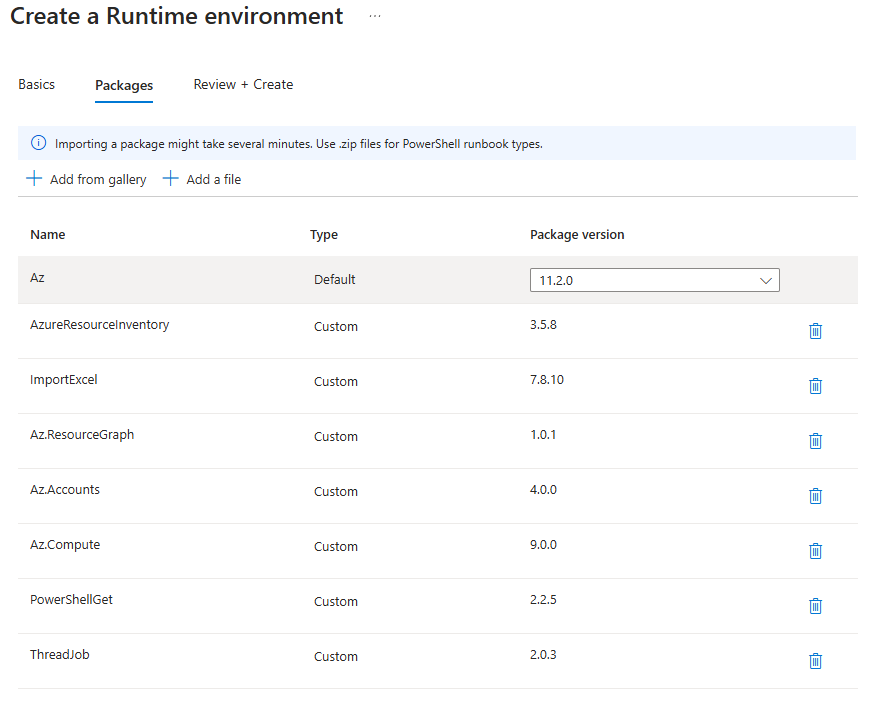 Create a Runtime environment ...
Basics Packages Review + Create
Importing a package might take several minutes. Use .zip files for PowerShell runbook types.
Add from gallery Add a file
Name Type Package version
Az Default 11.2.0
AzureResourceInventory Custom 3.5.8
ImportExcel Custom 7.8.10
Az.ResourceGraph Custom 1.0.1
Az.Accounts Custom 4.0.0
Az.Compute Custom 9.0.0
PowerShellGet Custom 2.2.5
ThreadJob Custom 2.0.3